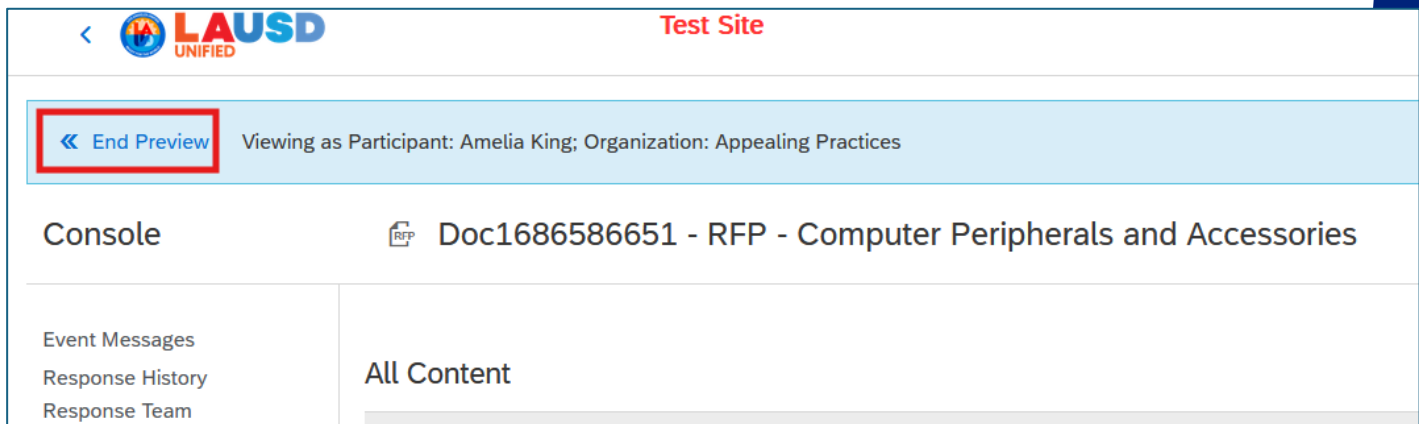 LAUSD
UNIFIED
Test Site
End Preview Viewing as Participant: Amelia King; Organization: Appealing Practices
Console
RFP Doc1686586651 - RFP - Computer Peripherals and Accessories
Event Messages
Response History
Response Team
All Content